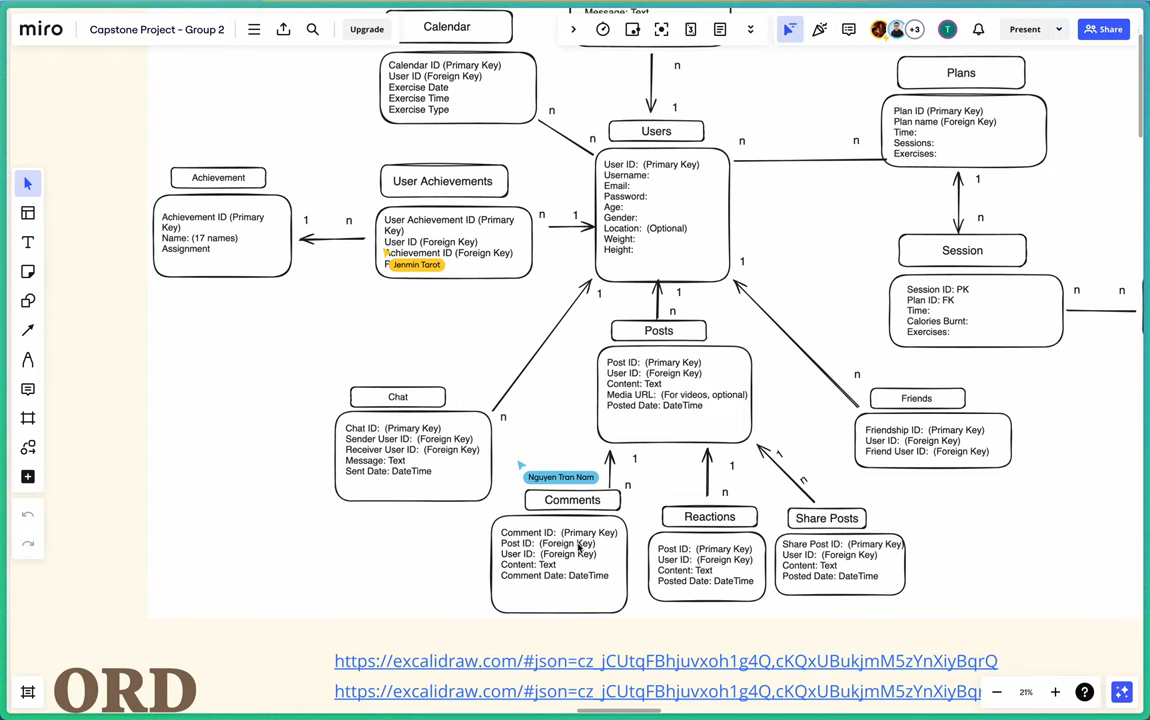 miro
Capstone Project - Group 2
Upgrade
3
+3
T
Present
Share
Calendar
Message: Text
Calendar ID (Primary Key)
User ID (Foreign Key)
Exercise Date
Exercise Time
Exercise Type
n
n
n
1
Users
User ID: (Primary Key)
Username:
Email:
Password:
Age:
Gender:
Location: (Optional)
Weight:
Height:
n
n
Plans
Plan ID (Primary Key)
Plan name (Foreign Key)
Time:
Sessions:
Exercises:
1
n
Achievement
Achievement ID (Primary
Key)
Name: (17 names)
Assignment
1
n
User Achievements
User Achievement ID (Primary
Key)
User ID (Foreign Key)
Achievement ID (Foreign Key)
Jenmin Tarot
n
1
Session
Session ID: PK
Plan ID: FK
Time:
Calories Burnt:
Exercises:
n
n
1
1
n
1
Posts
Post ID: (Primary Key)
User ID: (Foreign Key)
Content: Text
Media URL: (For videos, optional)
Posted Date: DateTime
n
n
Chat
Chat ID: (Primary Key)
Sender User ID: (Foreign Key)
Receiver User ID: (Foreign Key)
Message: Text
Sent Date: DateTime
Friends
Friendship ID: (Primary Key)
User ID: (Foreign Key)
Friend User ID: (Foreign Key)
Nguyen Tran Nam
1
n
1
n
1
n
Comments
Comment ID: (Primary Key)
Post ID: (Foreign Key)
User ID: (Foreign Key)
Content: Text
Comment Date: DateTime
Reactions
Post ID: (Primary Key)
User ID: (Foreign Key)
Content: Text
Posted Date: DateTime
Share Posts
Share Post ID: (Primary Key)
User ID: (Foreign Key)
Content: Text
Posted Date: DateTime
ORD
https://excalidraw.com/#json=cz_jCUtqFBhjuvxoh1g4Q,cKQxUBukjmM5zYnXiyBqrQ
https://excalidraw.com/#json=cz_jCUtqFBhjuvxoh1g4Q,cKQxUBukjmM5zYnXiyBqr
21%